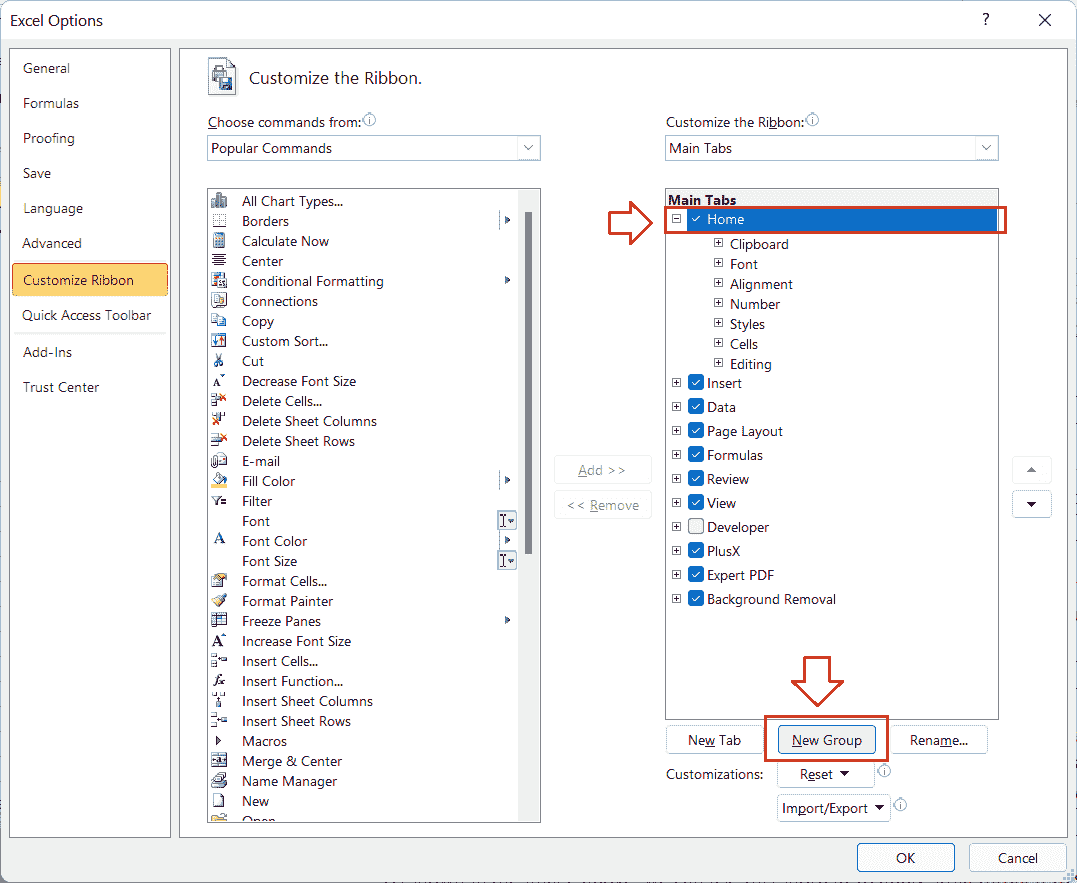 Excel Options
?
General
Formulas
Proofing
Save
Language
Advanced
Customize Ribbon
Quick Access Toolbar
Add-Ins
Trust Center
Customize the Ribbon.
Choose commands from:
Popular Commands
All Chart Types...
Borders
Calculate Now
Center
Conditional Formatting
Connections
Copy
Custom Sort...
Cut
Decrease Font Size
Delete Cells...
Delete Sheet Columns
Delete Sheet Rows
E-mail
Fill Color
Filter
Font
Font Color
Font Size
Format Cells...
Format Painter
Freeze Panes
Increase Font Size
Insert Cells...
Insert Function...
Insert Sheet Columns
Insert Sheet Rows
Macros
Merge & Center
Name Manager
New
Open
Add >>
<< Remove
Customize the Ribbon:
Main Tabs
Main Tabs
Home
Clipboard
Font
Alignment
Number
Styles
Cells
Editing
Insert
Data
Page Layout
Formulas
Review
View
Developer
PlusX
Expert PDF
Background Removal
New Tab
New Group
Rename...
Customizations:
Reset
Import/Export
OK
Cancel